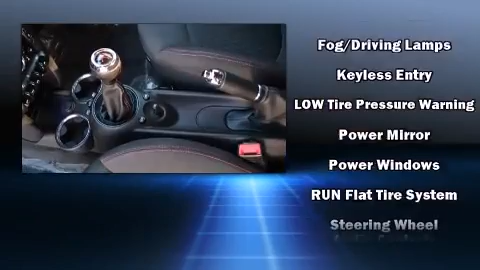 Fog/Driving Lamps
Keyless Entry
LOW Tire Pressure Warning
Power Mirror
Power Windows
RUN Flat Tire System
Steering Wheel